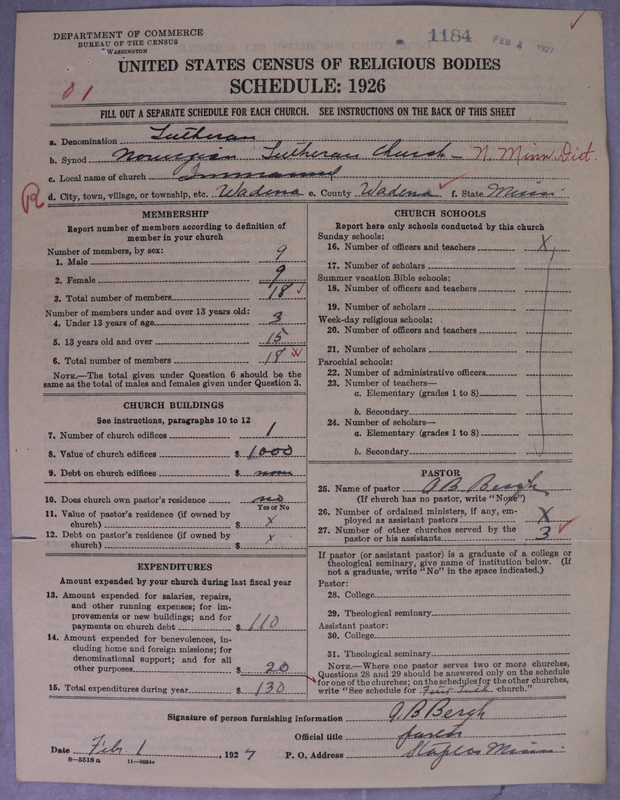 DEPARTMENT OF COMMERCE
BUREAU OF THE CENSUS
WASHINGTON
1184 FEB 4 1927
UNITED STATES CENSUS OF RELIGIOUS BODIES
SCHEDULE: 1926
01
FILL OUT A SEPARATE SCHEDULE FOR EACH CHURCH. SEE INSTRUCTIONS ON THE BACK OF THIS SHEET
a. Denomination Lutheran
b. Synod Norwegian Lutheran Church - N. Minn. Dist.
c. Local name of church Immanuel
R d. City, town, village, or township, etc. Wadena e. County Wadena f. State Minn.
MEMBERSHIP
Report number of members according to definition of
member in your church
Number of members, by sex:
1. Male 9
2. Female 9
3. Total number of members 18
Number of members under and over 13 years old:
4. Under 13 years of age 3
5. 13 years old and over 15
6. Total number of members 18
NOTE.—The total given under Question 6 should be
same as the total of males and females given under Question 3.
CHURCH BUILDINGS
See instructions, paragraphs 10 to 12
7. Number of church edifices 1
8. Value of church edifices $ 1000
9. Debt on church edifices $ none
10. Does church own pastor's residence no
Yes or No
11. Value of pastor's residence (if owned by
church) $ x
12. Debt on pastor's residence (if owned by
church) $ x
EXPENDITURES
Amount expended by your church during last fiscal year
13. Amount expended for salaries, repairs,
and other running expenses; for im-
provements or new buildings; and for
payments on church debt $ 110
14. Amount expended for benevolences, in-
cluding home and foreign missions; for
denominational support; and for all
other purposes $ 20
15. Total expenditures during year $ 130
CHURCH SCHOOLS
Report here only schools conducted by this church
Sunday schools:
16. Number of officers and teachers X
17. Number of scholars
Summer vacation Bible schools:
18. Number of officers and teachers
19. Number of scholars
Week-day religious schools:
20. Number of officers and teachers
21. Number of scholars
Parochial schools:
22. Number of administrative officers
23. Number of teachers—
a. Elementary (grades 1 to 8)
b. Secondary
24. Number of scholars—
a. Elementary (grades 1 to 8)
b. Secondary
PASTOR
25. Name of pastor A B Bergh
(If church has no pastor, write "None")
26. Number of ordained ministers, if any, em-
ployed as assistant pastors X
27. Number of other churches served by the
pastor or his assistants 3
If pastor (or assistant pastor) is a graduate of a college or
theological seminary, give name of institution below. (If
not a graduate, write "No" in the space indicated.)
Pastor:
28. College
29. Theological seminary
Assistant pastor:
30. College
31. Theological seminary
NOTE.—Where one pastor serves two or more churches,
Questions 28 and 29 should be answered only on the schedule
for one of the churches; on the schedules for the other churches,
write "See schedule for First Luth. church."
Signature of person furnishing information A B Bergh
Official title pastor
Date Feb. 1, 1927 P. O. Address Staples Minn.
8—5518 a 11—9064